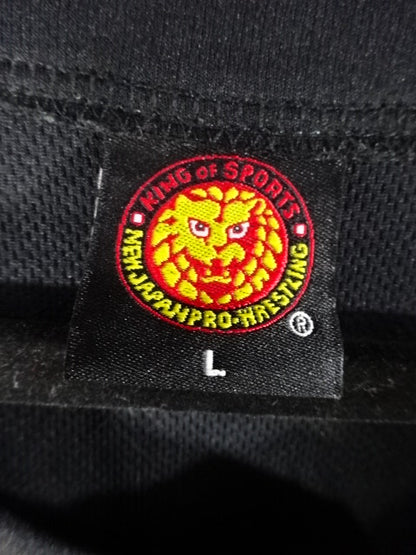 KING of SPORTS
NEW JAPAN PRO-WRESTLING
®
L